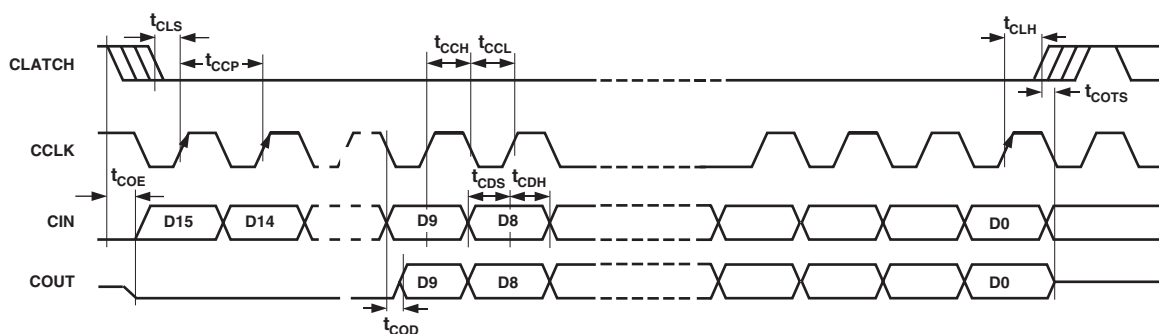 tCLS
tCCH
tCCL
tCLH
CLATCH
tCCP
tCOTS
CCLK
tCOE
tCDS
tCDH
CIN
D15
D14
D9
D8
D0
COUT
D9
D8
D0
tCOD